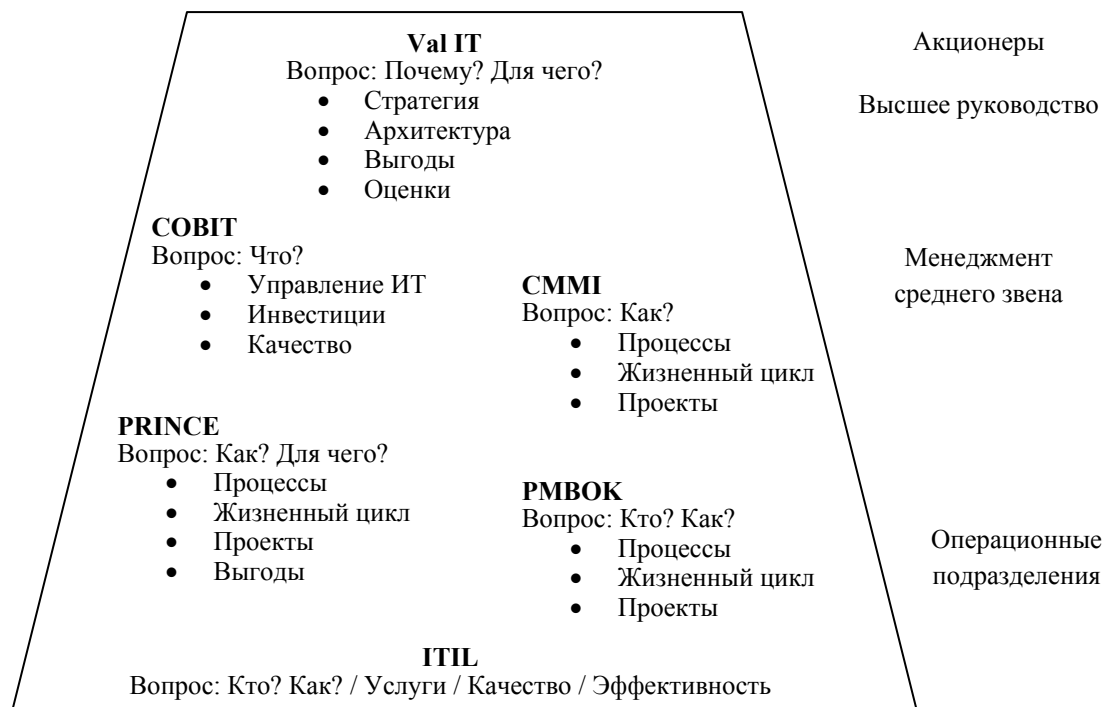 Val IT
Вопрос: Почему? Для чего?
• Стратегия
• Архитектура
• Выгоды
• Оценки
Акционеры
Высшее руководство
COBIT
Вопрос: Что?
• Управление ИТ
• Инвестиции
• Качество
CMMI
Вопрос: Как?
• Процессы
• Жизненный цикл
• Проекты
Менеджмент
среднего звена
PRINCE
Вопрос: Как? Для чего?
• Процессы
• Жизненный цикл
• Проекты
• Выгоды
PMBOK
Вопрос: Кто? Как?
• Процессы
• Жизненный цикл
• Проекты
Операционные
подразделения
ITIL
Вопрос: Кто? Как? / Услуги / Качество / Эффективность